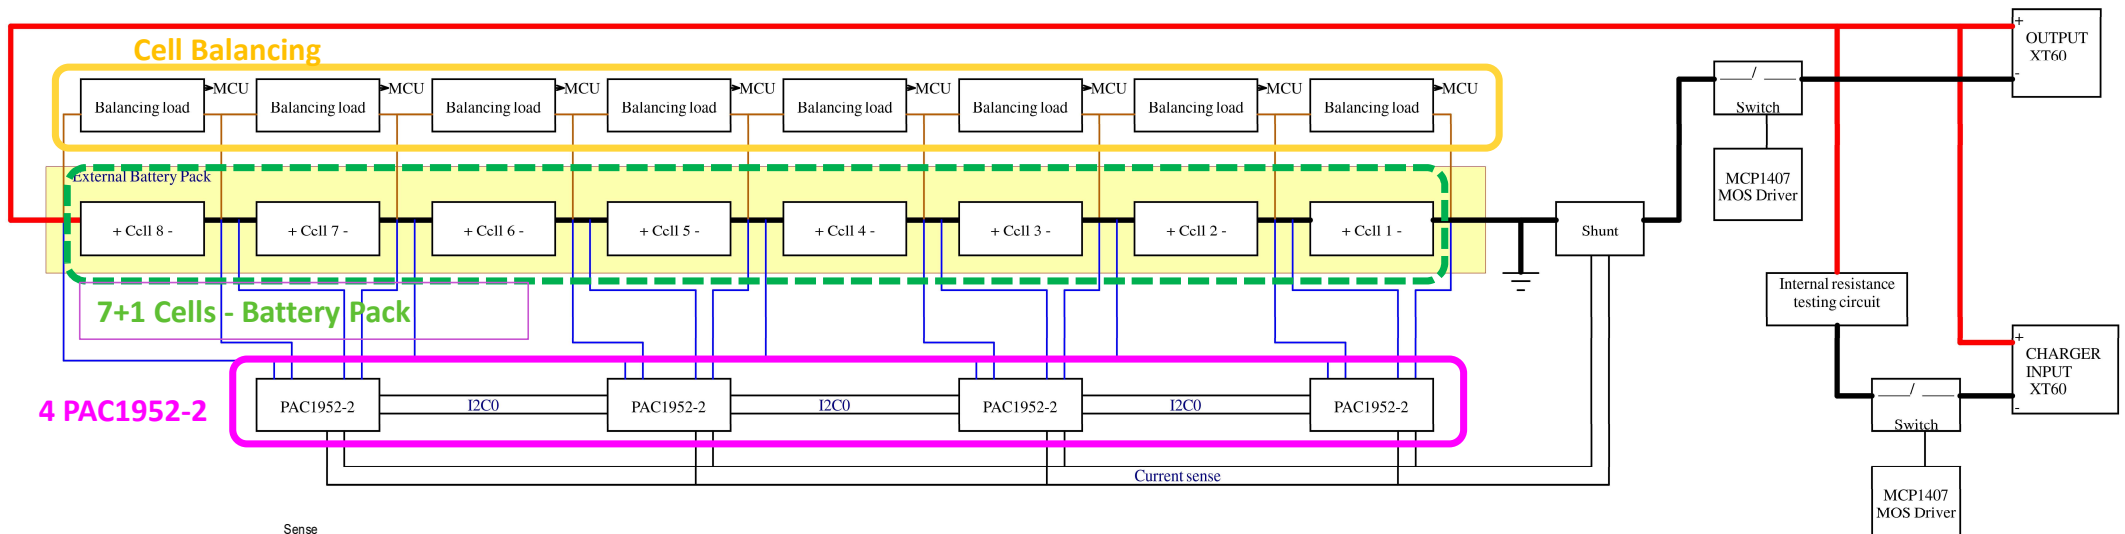 Cell Balancing
Balancing load
MCU
Balancing load
MCU
Balancing load
MCU
Balancing load
MCU
Balancing load
MCU
Balancing load
MCU
Balancing load
MCU
Balancing load
MCU
External Battery Pack
+ Cell 8 -
+ Cell 7 -
+ Cell 6 -
+ Cell 5 -
+ Cell 4 -
+ Cell 3 -
+ Cell 2 -
+ Cell 1 -
Shunt
7+1 Cells - Battery Pack
4 PAC1952-2
PAC1952-2
I2C0
PAC1952-2
I2C0
PAC1952-2
I2C0
PAC1952-2
Current sense
Sense
Switch
MCP1407
MOS Driver
+
OUTPUT
XT60
-
Internal resistance
testing circuit
+
CHARGER
INPUT
XT60
-
Switch
MCP1407
MOS Driver